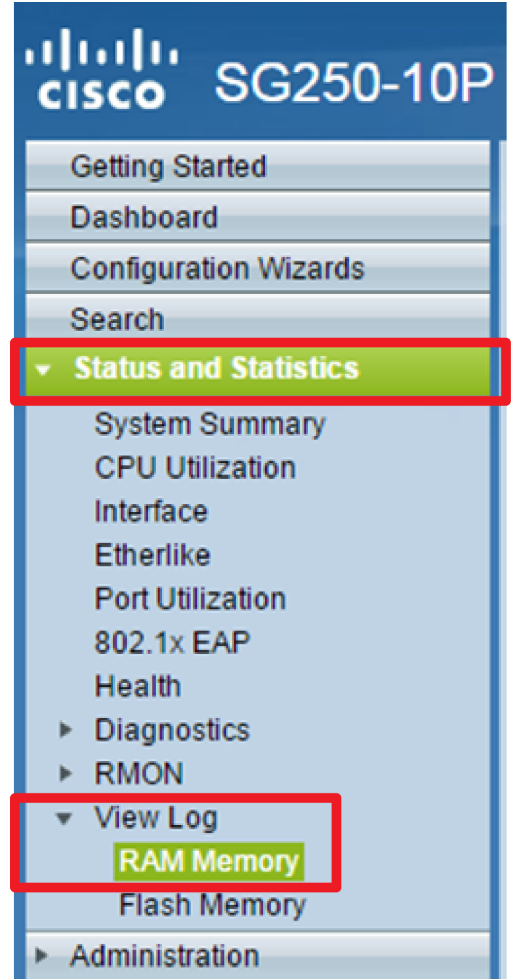 CISCO SG250-10P
Getting Started
Dashboard
Configuration Wizards
Search
Status and Statistics
System Summary
CPU Utilization
Interface
Etherlike
Port Utilization
802.1x EAP
Health
Diagnostics
RMON
View Log
RAM Memory
Flash Memory
Administration